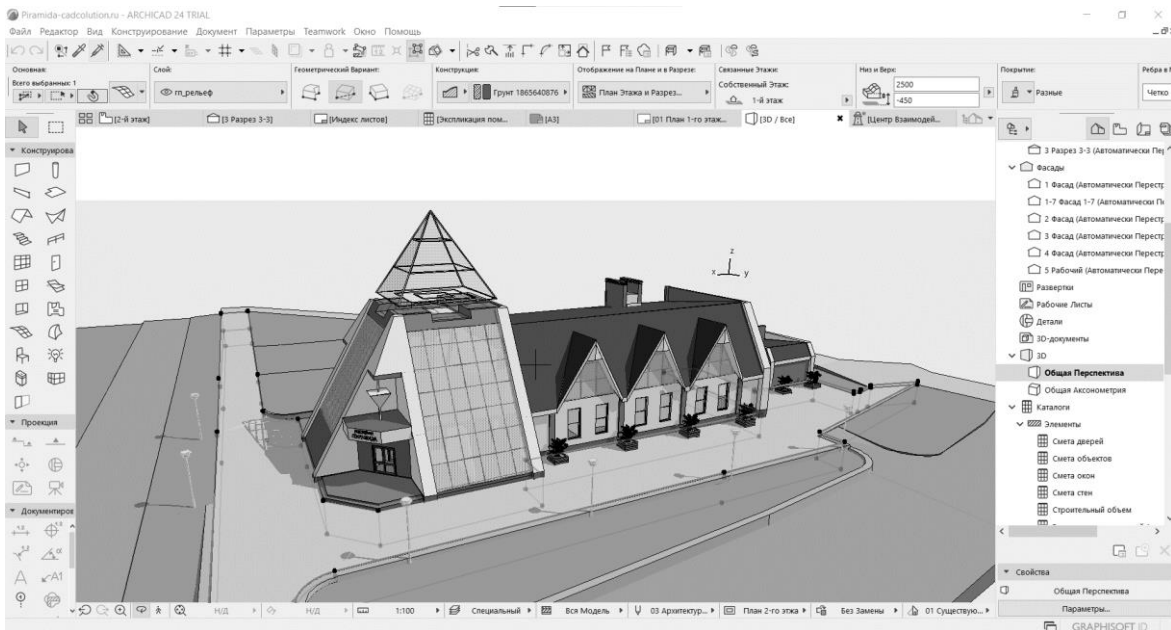 Piramida-cadcolution.ru - ARCHICAD 24 TRIAL
Файл Редактор Вид Конструирование Документ Параметры Teamwork Окно Помощь
Основная:
Всего выбранных: 1
Слой:
гп_рельеф
Геометрический Вариант:
Конструкция:
Грунт 1865640876
Отображение на Плане и в Разрезе:
План Этажа и Разрез...
Связанные Этажи:
Собственный Этаж:
1-й этаж
Низ и Верх:
2500
-450
Покрытие:
Разные
Ребра в
Четко
[2-й этаж]
[3 Разрез 3-3]
[Индекс листов]
[Экспликация пом...
[A3]
[01 План 1-го этаж...
[3D / Все]
[Центр Взаимодей...
Конструирова
Проекция
Документиров
3 Разрез 3-3 (Автоматически Пер
Фасады
1 Фасад (Автоматически Перестр
1-7 Фасад 1-7 (Автоматически П
2 Фасад (Автоматически Перестр
3 Фасад (Автоматически Перестр
4 Фасад (Автоматически Перестр
5 Рабочий (Автоматически Пере
Развертки
Рабочие Листы
Детали
3D-документы
3D
Общая Перспектива
Общая Аксонометрия
Каталоги
Элементы
Смета дверей
Смета объектов
Смета окон
Смета стен
Строительный объем
z
x
y
A
A1
Свойства
Общая Перспектива
Параметры...
Н/Д
Н/Д
1:100
Специальный
Вся Модель
03 Архитектур...
План 2-го этжа
Без Замены
01 Существую...
GRAPHISOFT ID